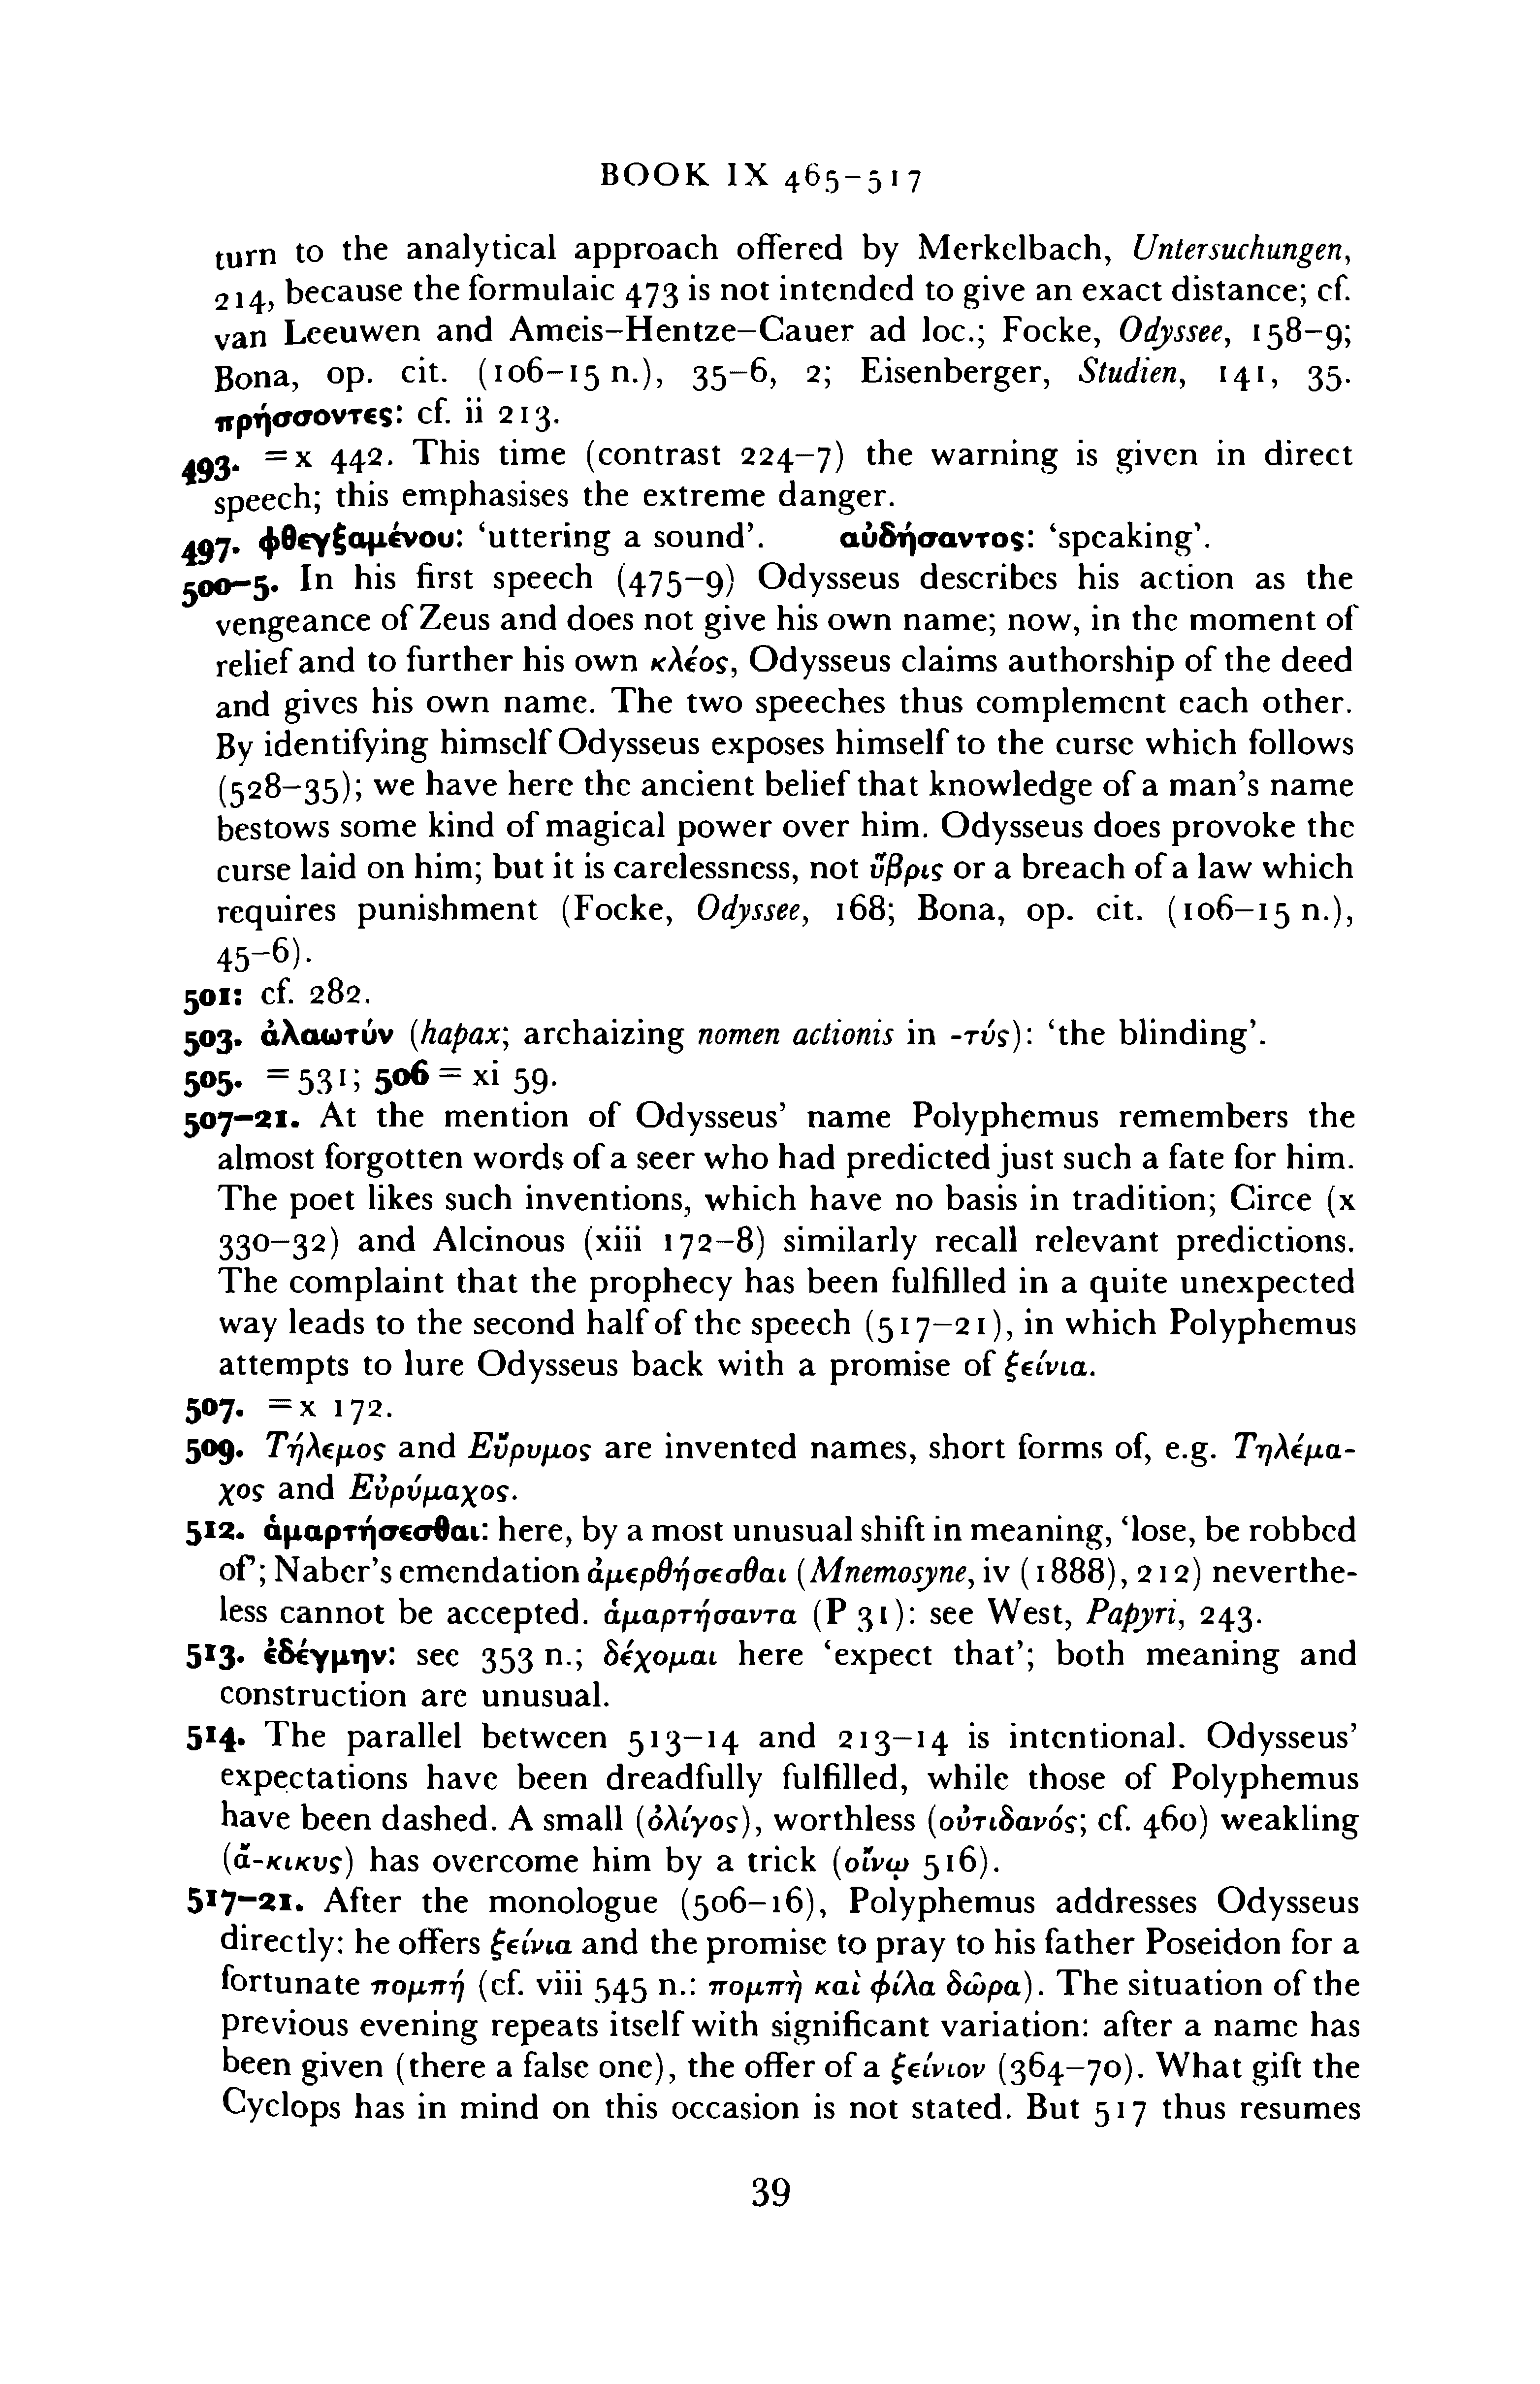 BOOK IX 465–517
turn to the analytical approach offered by Merkelbach, Untersuchungen,
214, because the formulaic 473 is not intended to give an exact distance; cf.
van Leeuwen and Ameis–Hentze–Cauer ad loc.; Focke, Odyssee, 158–9;
Bona, op. cit. (106–15 n.), 35–6, 2; Eisenberger, Studien, 141, 35.
πρήσσοντες: cf. ii 213.
493. =x 442. This time (contrast 224–7) the warning is given in direct
speech; this emphasises the extreme danger.
497. φθεγξαμένου: ‘uttering a sound’. αὐδήσαντος: ‘speaking’.
500–5. In his first speech (475–9) Odysseus describes his action as the
vengeance of Zeus and does not give his own name; now, in the moment of
relief and to further his own κλέος, Odysseus claims authorship of the deed
and gives his own name. The two speeches thus complement each other.
By identifying himself Odysseus exposes himself to the curse which follows
(528–35); we have here the ancient belief that knowledge of a man’s name
bestows some kind of magical power over him. Odysseus does provoke the
curse laid on him; but it is carelessness, not ὕβρις or a breach of a law which
requires punishment (Focke, Odyssee, 168; Bona, op. cit. (106–15 n.),
45–6).
501: cf. 282.
503. ἀλαωτύν (hapax; archaizing nomen actionis in -τύς): ‘the blinding’.
505. =531; 506= xi 59.
507–21. At the mention of Odysseus’ name Polyphemus remembers the
almost forgotten words of a seer who had predicted just such a fate for him.
The poet likes such inventions, which have no basis in tradition; Circe (x
330–32) and Alcinous (xiii 172–8) similarly recall relevant predictions.
The complaint that the prophecy has been fulfilled in a quite unexpected
way leads to the second half of the speech (517–21), in which Polyphemus
attempts to lure Odysseus back with a promise of ξείνια.
507. =x 172.
509. Τήλεμος and Εὔρυμος are invented names, short forms of, e.g. Τηλέμα-
χος and Εὐρύμαχος.
512. ἁμαρτήσεσθαι: here, by a most unusual shift in meaning, ‘lose, be robbed
of’; Naber’s emendation ἀμερθήσεσθαι (Mnemosyne, iv (1888), 212) neverthe-
less cannot be accepted. ἁμαρτήσαντα (P 31): see West, Papyri, 243.
513. ἐδέγμην: see 353 n.; δέχομαι here ‘expect that’; both meaning and
construction are unusual.
514. The parallel between 513–14 and 213–14 is intentional. Odysseus’
expectations have been dreadfully fulfilled, while those of Polyphemus
have been dashed. A small (ὀλίγος), worthless (οὐτιδανός; cf. 460) weakling
(ἄ-κικυς) has overcome him by a trick (οἴνῳ 516).
517–21. After the monologue (506–16), Polyphemus addresses Odysseus
directly: he offers ξείνια and the promise to pray to his father Poseidon for a
fortunate πομπή (cf. viii 545 n.: πομπὴ καὶ φίλα δῶρα). The situation of the
previous evening repeats itself with significant variation: after a name has
been given (there a false one), the offer of a ξείνιον (364–70). What gift the
Cyclops has in mind on this occasion is not stated. But 517 thus resumes
39